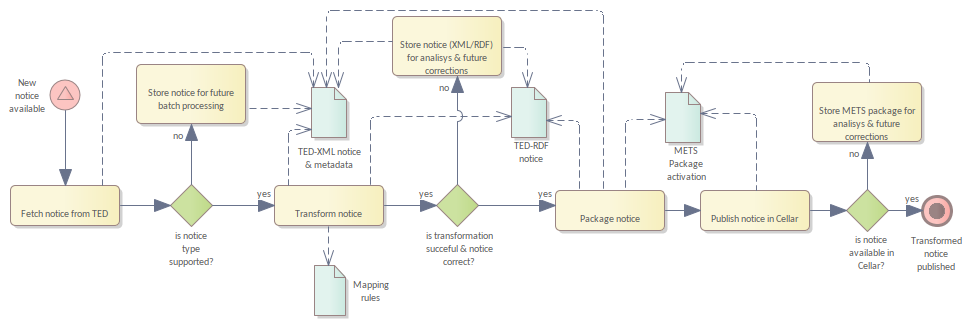 New
notice
available
Fetch notice from TED
Store notice for future
batch processing
no
is notice
type
supported?
yes
TED-XML notice
& metadata
Transform notice
Mapping
rules
Store notice (XML/RDF)
for analisys & future
corrections
no
yes
is transformation
succeful & notice
correct?
TED-RDF
notice
yes
Package notice
METS
Package
activation
Publish notice in Cellar
Store METS package for
analisys & future
corrections
no
is notice
available in
Cellar?
yes
Transformed
notice
published